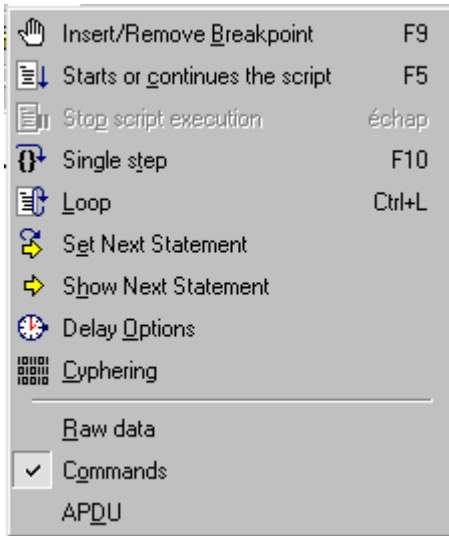 Insert/Remove Breakpoint F9
Starts or continues the script F5
Stop script execution échap
Single step F10
Loop Ctrl+L
Set Next Statement
Show Next Statement
Delay Options
Cyphering
Raw data
Commands
APDU